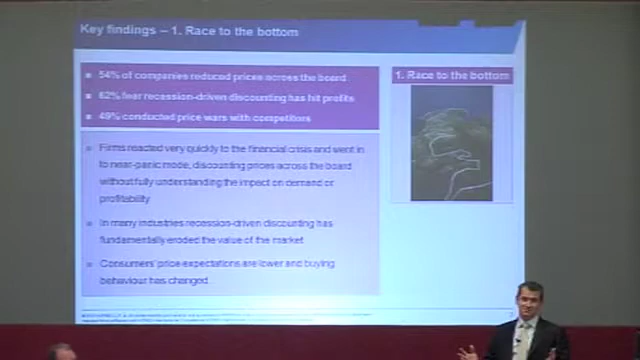 Key findings – 1. Race to the bottom
54% of companies reduced prices across the board
62% fear recession-driven discounting has hit profits
49% conducted price wars with competitors
1. Race to the bottom
Firms reacted very quickly to the financial crisis and went in
to near-panic mode, discounting prices across the board
without fully understanding the impact on demand or
profitability
In many industries recession-driven discounting has
fundamentally eroded the value of the market
Consumers' price expectations are lower and buying
behaviour has changed